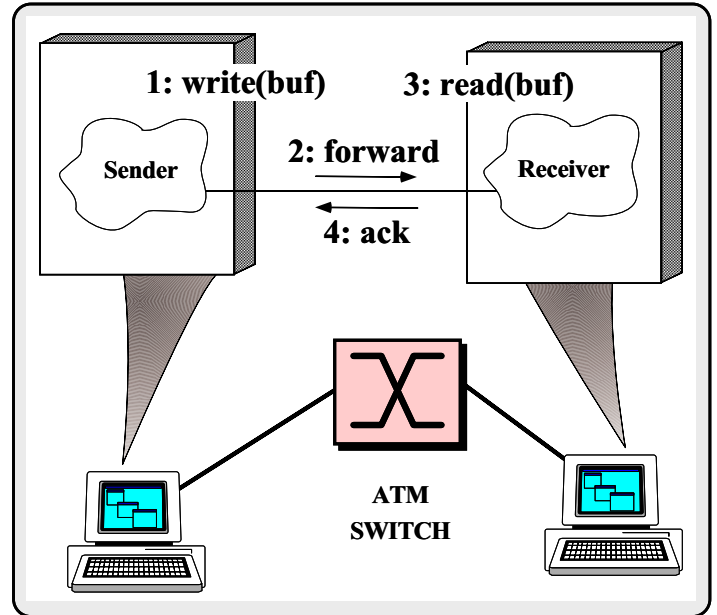 1: write(buf)
3: read(buf)
2: forward
Sender
Receiver
4: ack
ATM
SWITCH